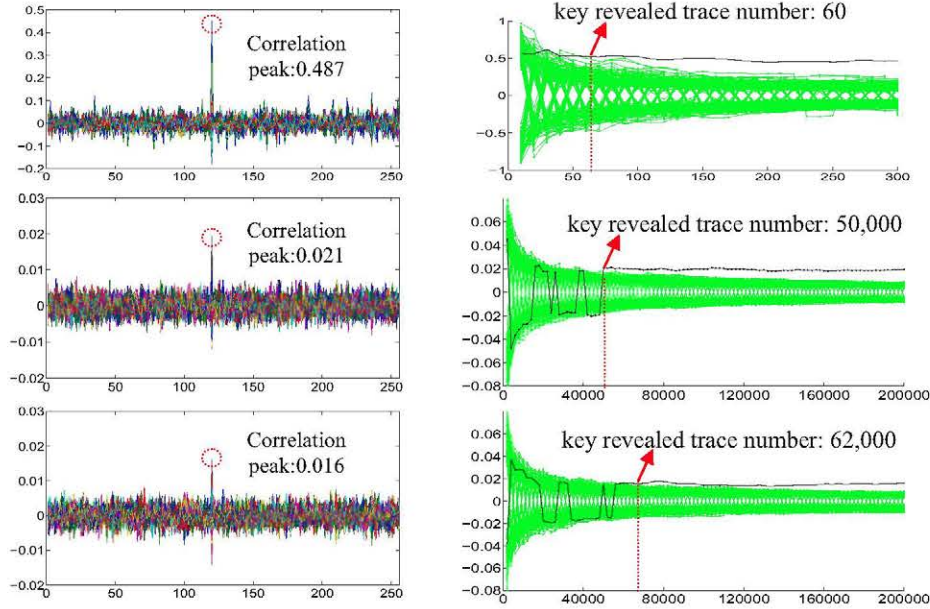 0.5
0.4
0.3
0.2
0.1
0
−0.1
−0.2
0 50 100 150 200 250
Correlation
peak:0.487
key revealed trace number: 60
1
0.5
0
−0.5
−1
0 50 100 150 200 250 300
0.03
0.02
0.01
0
−0.01
−0.02
0 50 100 150 200 250
Correlation
peak:0.021
key revealed trace number: 50,000
0.08
0.06
0.04
0.02
0
−0.02
−0.04
−0.06
−0.08
0 40000 80000 120000 160000 200000
0.03
0.02
0.01
0
−0.01
0.02
0 50 100 150 200 250
Correlation
peak:0.016
key revealed trace number: 62,000
0.08
0.06
0.04
0.02
0
−0.02
−0.04
−0.06
−0.08
0 40000 80000 120000 160000 200000